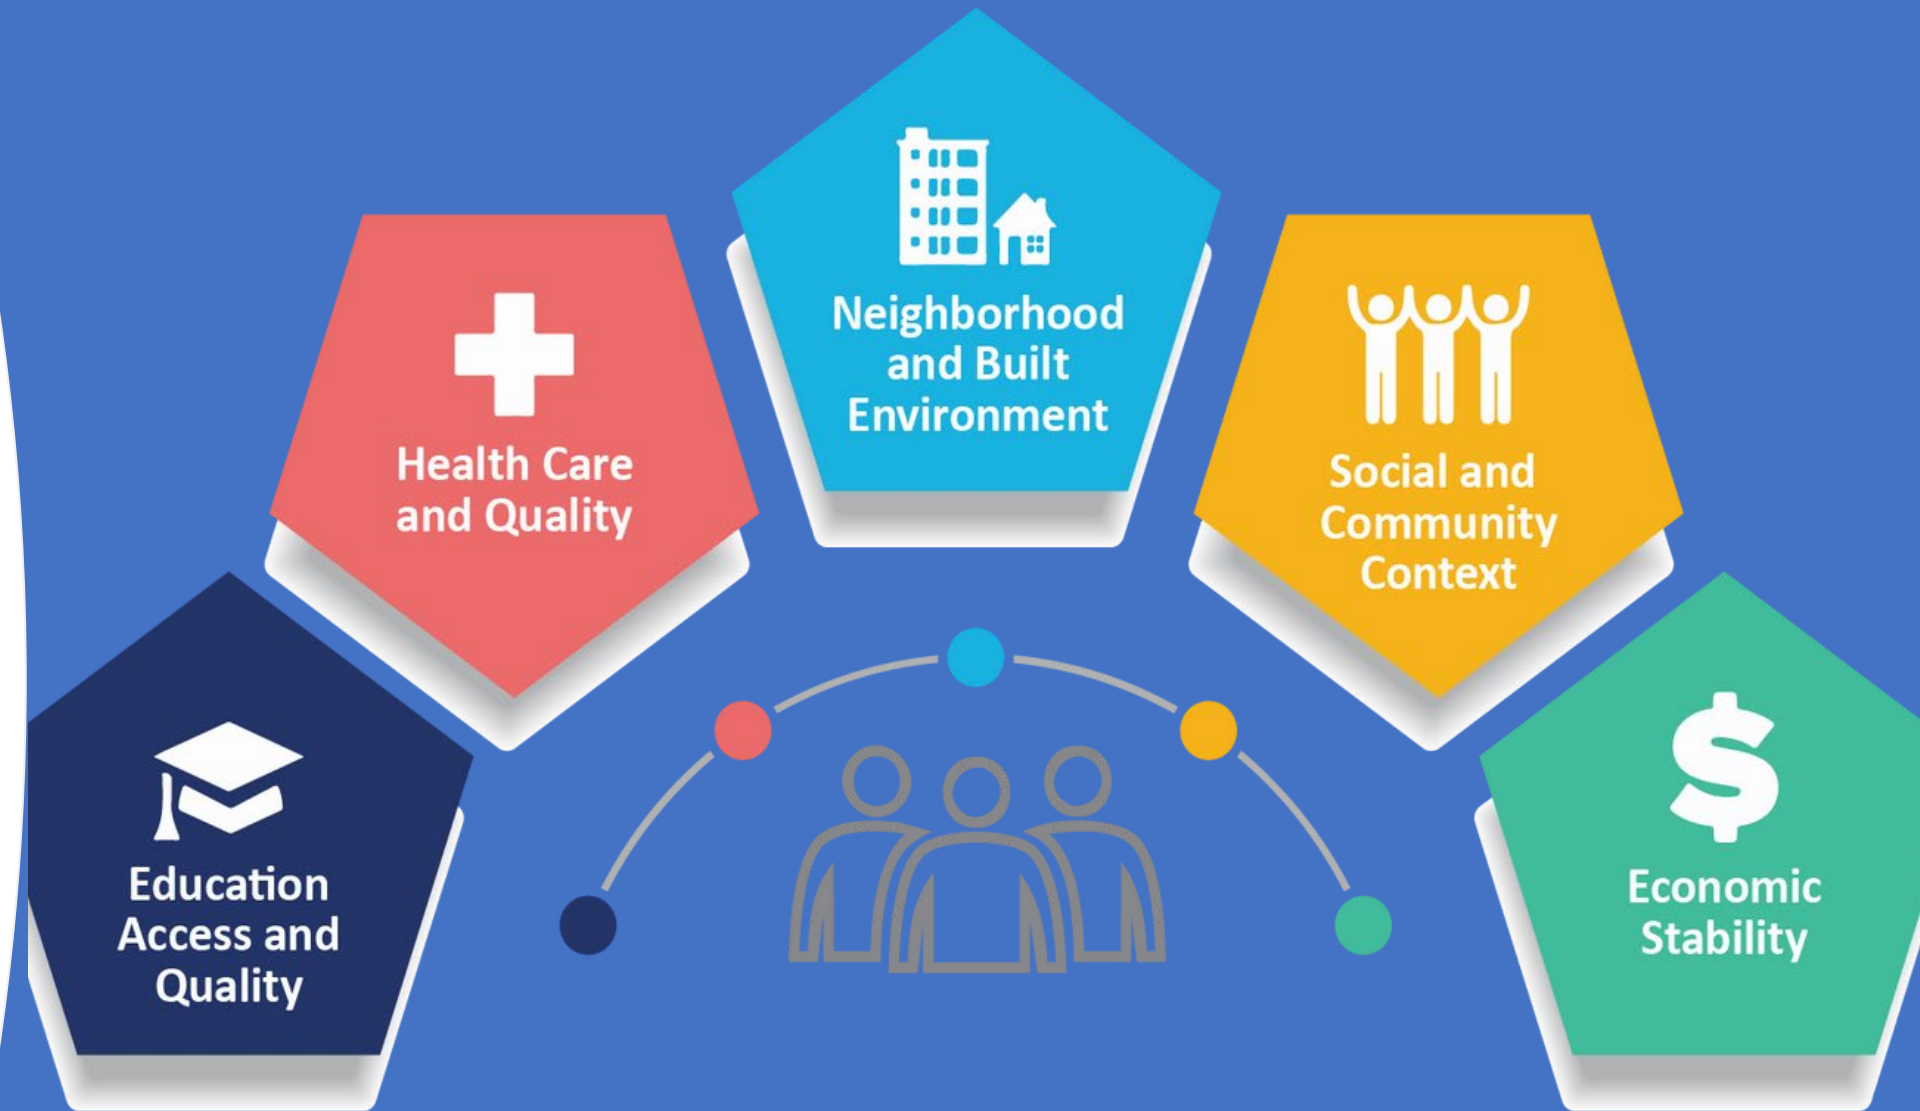 Neighborhood
and Built
Environment
Health Care
and Quality
Social and
Community
Context
Education
Access and
Quality
Economic
Stability